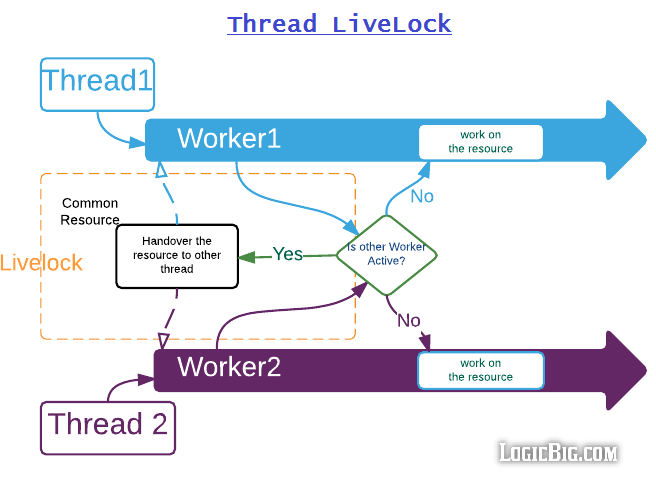 Thread LiveLock
Thread1
Worker1
work on
the resource
Common
Resource
No
Handover the
resource to other
thread
Yes
Is other Worker
Active?
Livelock
No
Worker2
work on
the resource
Thread 2
LogicBig.com